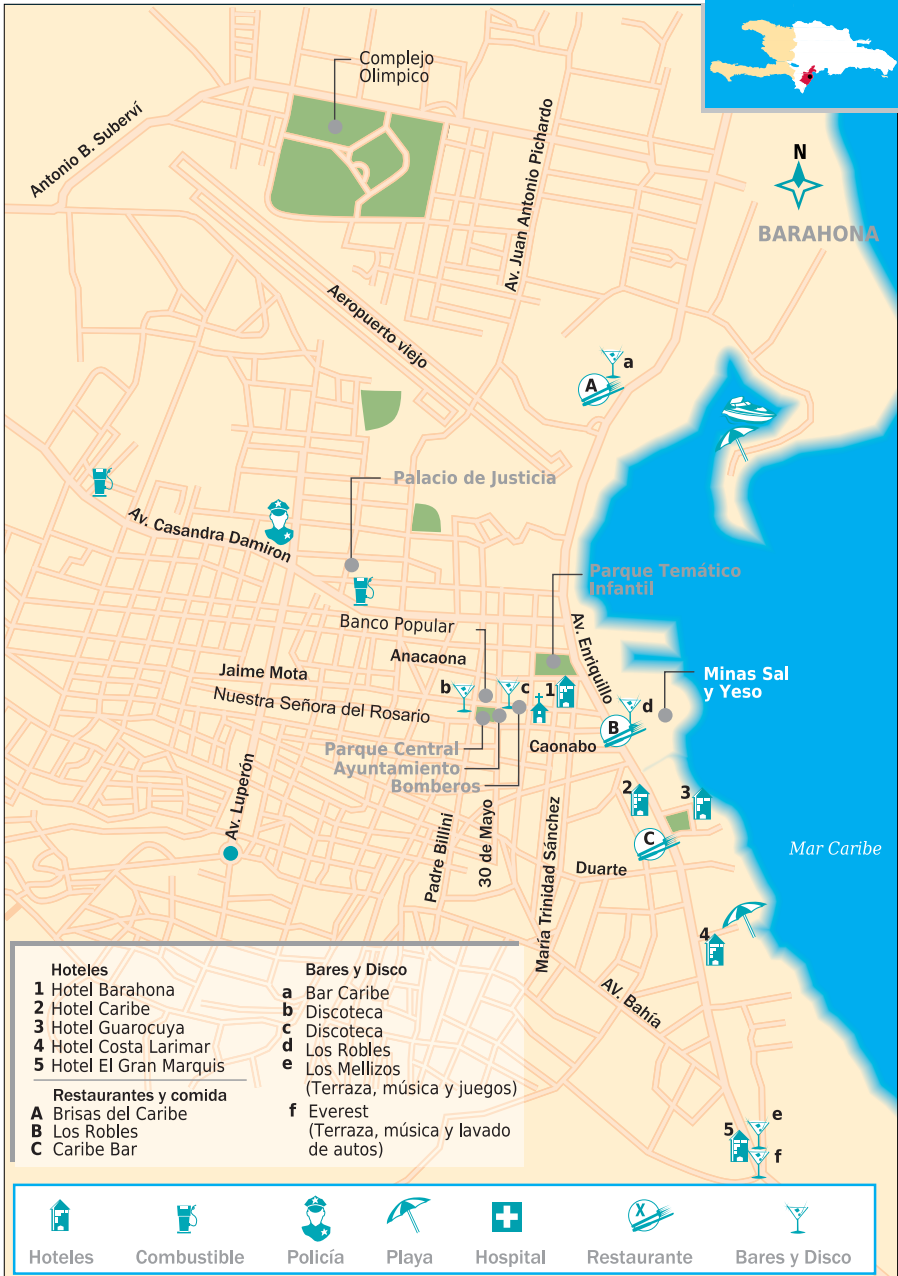 Complejo
Olimpico
Antonio B. Suberví
Av. Juan Antonio Pichardo
N
BARAHONA
Aeropuerto viejo
a
A
Palacio de Justicia
Av. Casandra Damiron
Parque Temático
Infantil
Banco Popular
Av. Enriquillo
Anacaona
Jaime Mota
Nuestra Señora del Rosario
b
c
1
d
B
Minas Sal
y Yeso
Caonabo
Parque Central
Ayuntamiento
Bomberos
Av. Luperón
Padre Billini
30 de Mayo
María Trinidad Sánchez
2
3
C
Duarte
Mar Caribe
4
AV. Bahía
e
5
f
Hoteles
1 Hotel Barahona
2 Hotel Caribe
3 Hotel Guarocuya
4 Hotel Costa Larimar
5 Hotel El Gran Marquis
Restaurantes y comida
A Brisas del Caribe
B Los Robles
C Caribe Bar
Bares y Disco
a Bar Caribe
b Discoteca
c Discoteca
d Los Robles
e Los Mellizos
(Terraza, música y juegos)
f Everest
(Terraza, música y lavado
de autos)
X
Hoteles
Combustible
Policía
Playa
Hospital
Restaurante
Bares y Disco